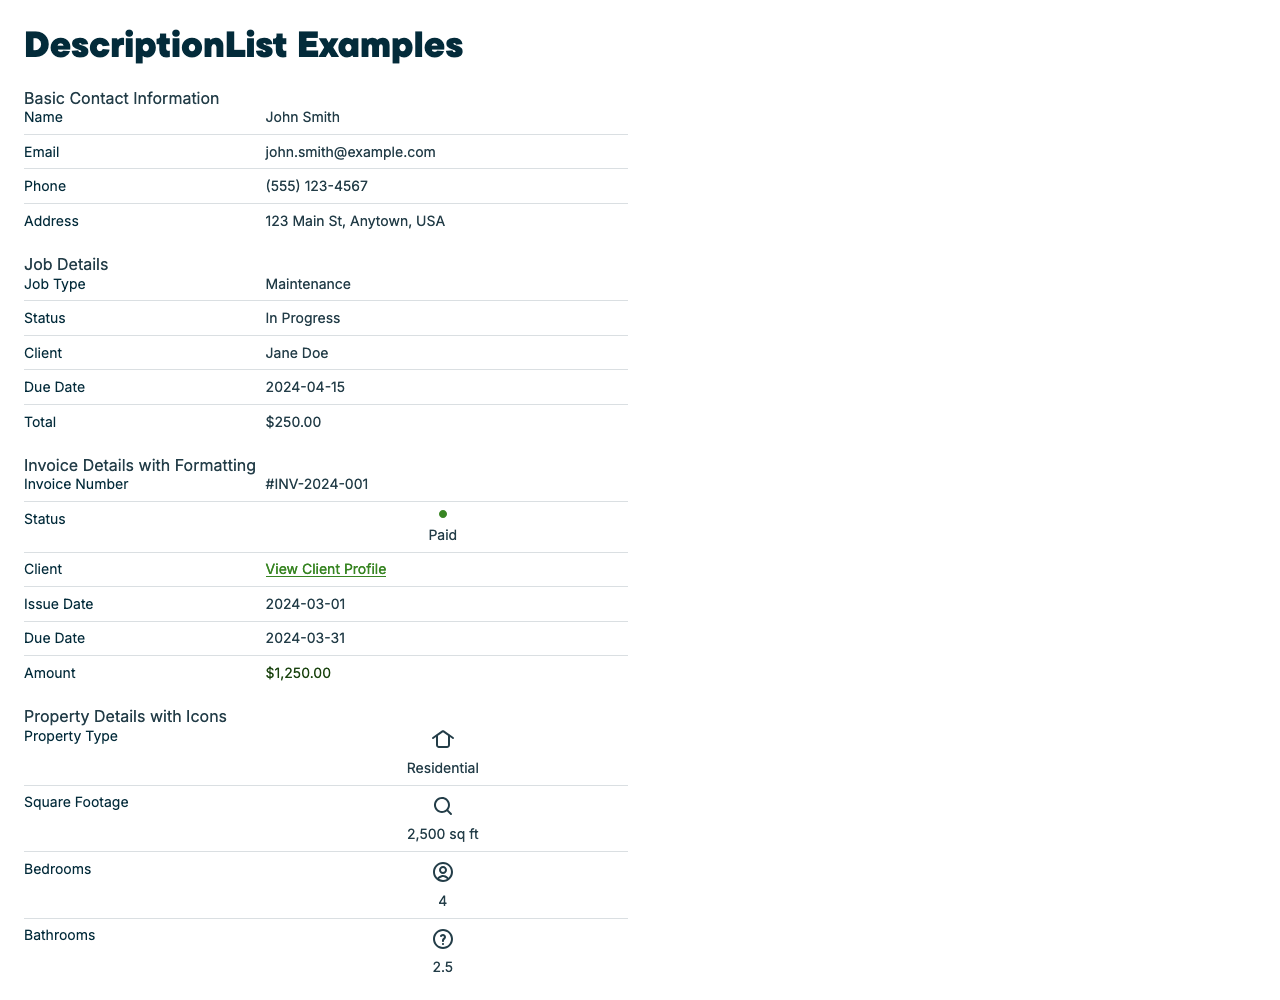 DescriptionList Examples
Basic Contact Information
Name John Smith
Email john.smith@example.com
Phone (555) 123-4567
Address 123 Main St, Anytown, USA
Job Details
Job Type Maintenance
Status In Progress
Client Jane Doe
Due Date 2024-04-15
Total $250.00
Invoice Details with Formatting
Invoice Number #INV-2024-001
Status
Paid
Client View Client Profile
Issue Date 2024-03-01
Due Date 2024-03-31
Amount $1,250.00
Property Details with Icons
Property Type
Residential
Square Footage
2,500 sq ft
Bedrooms
4
Bathrooms
2.5